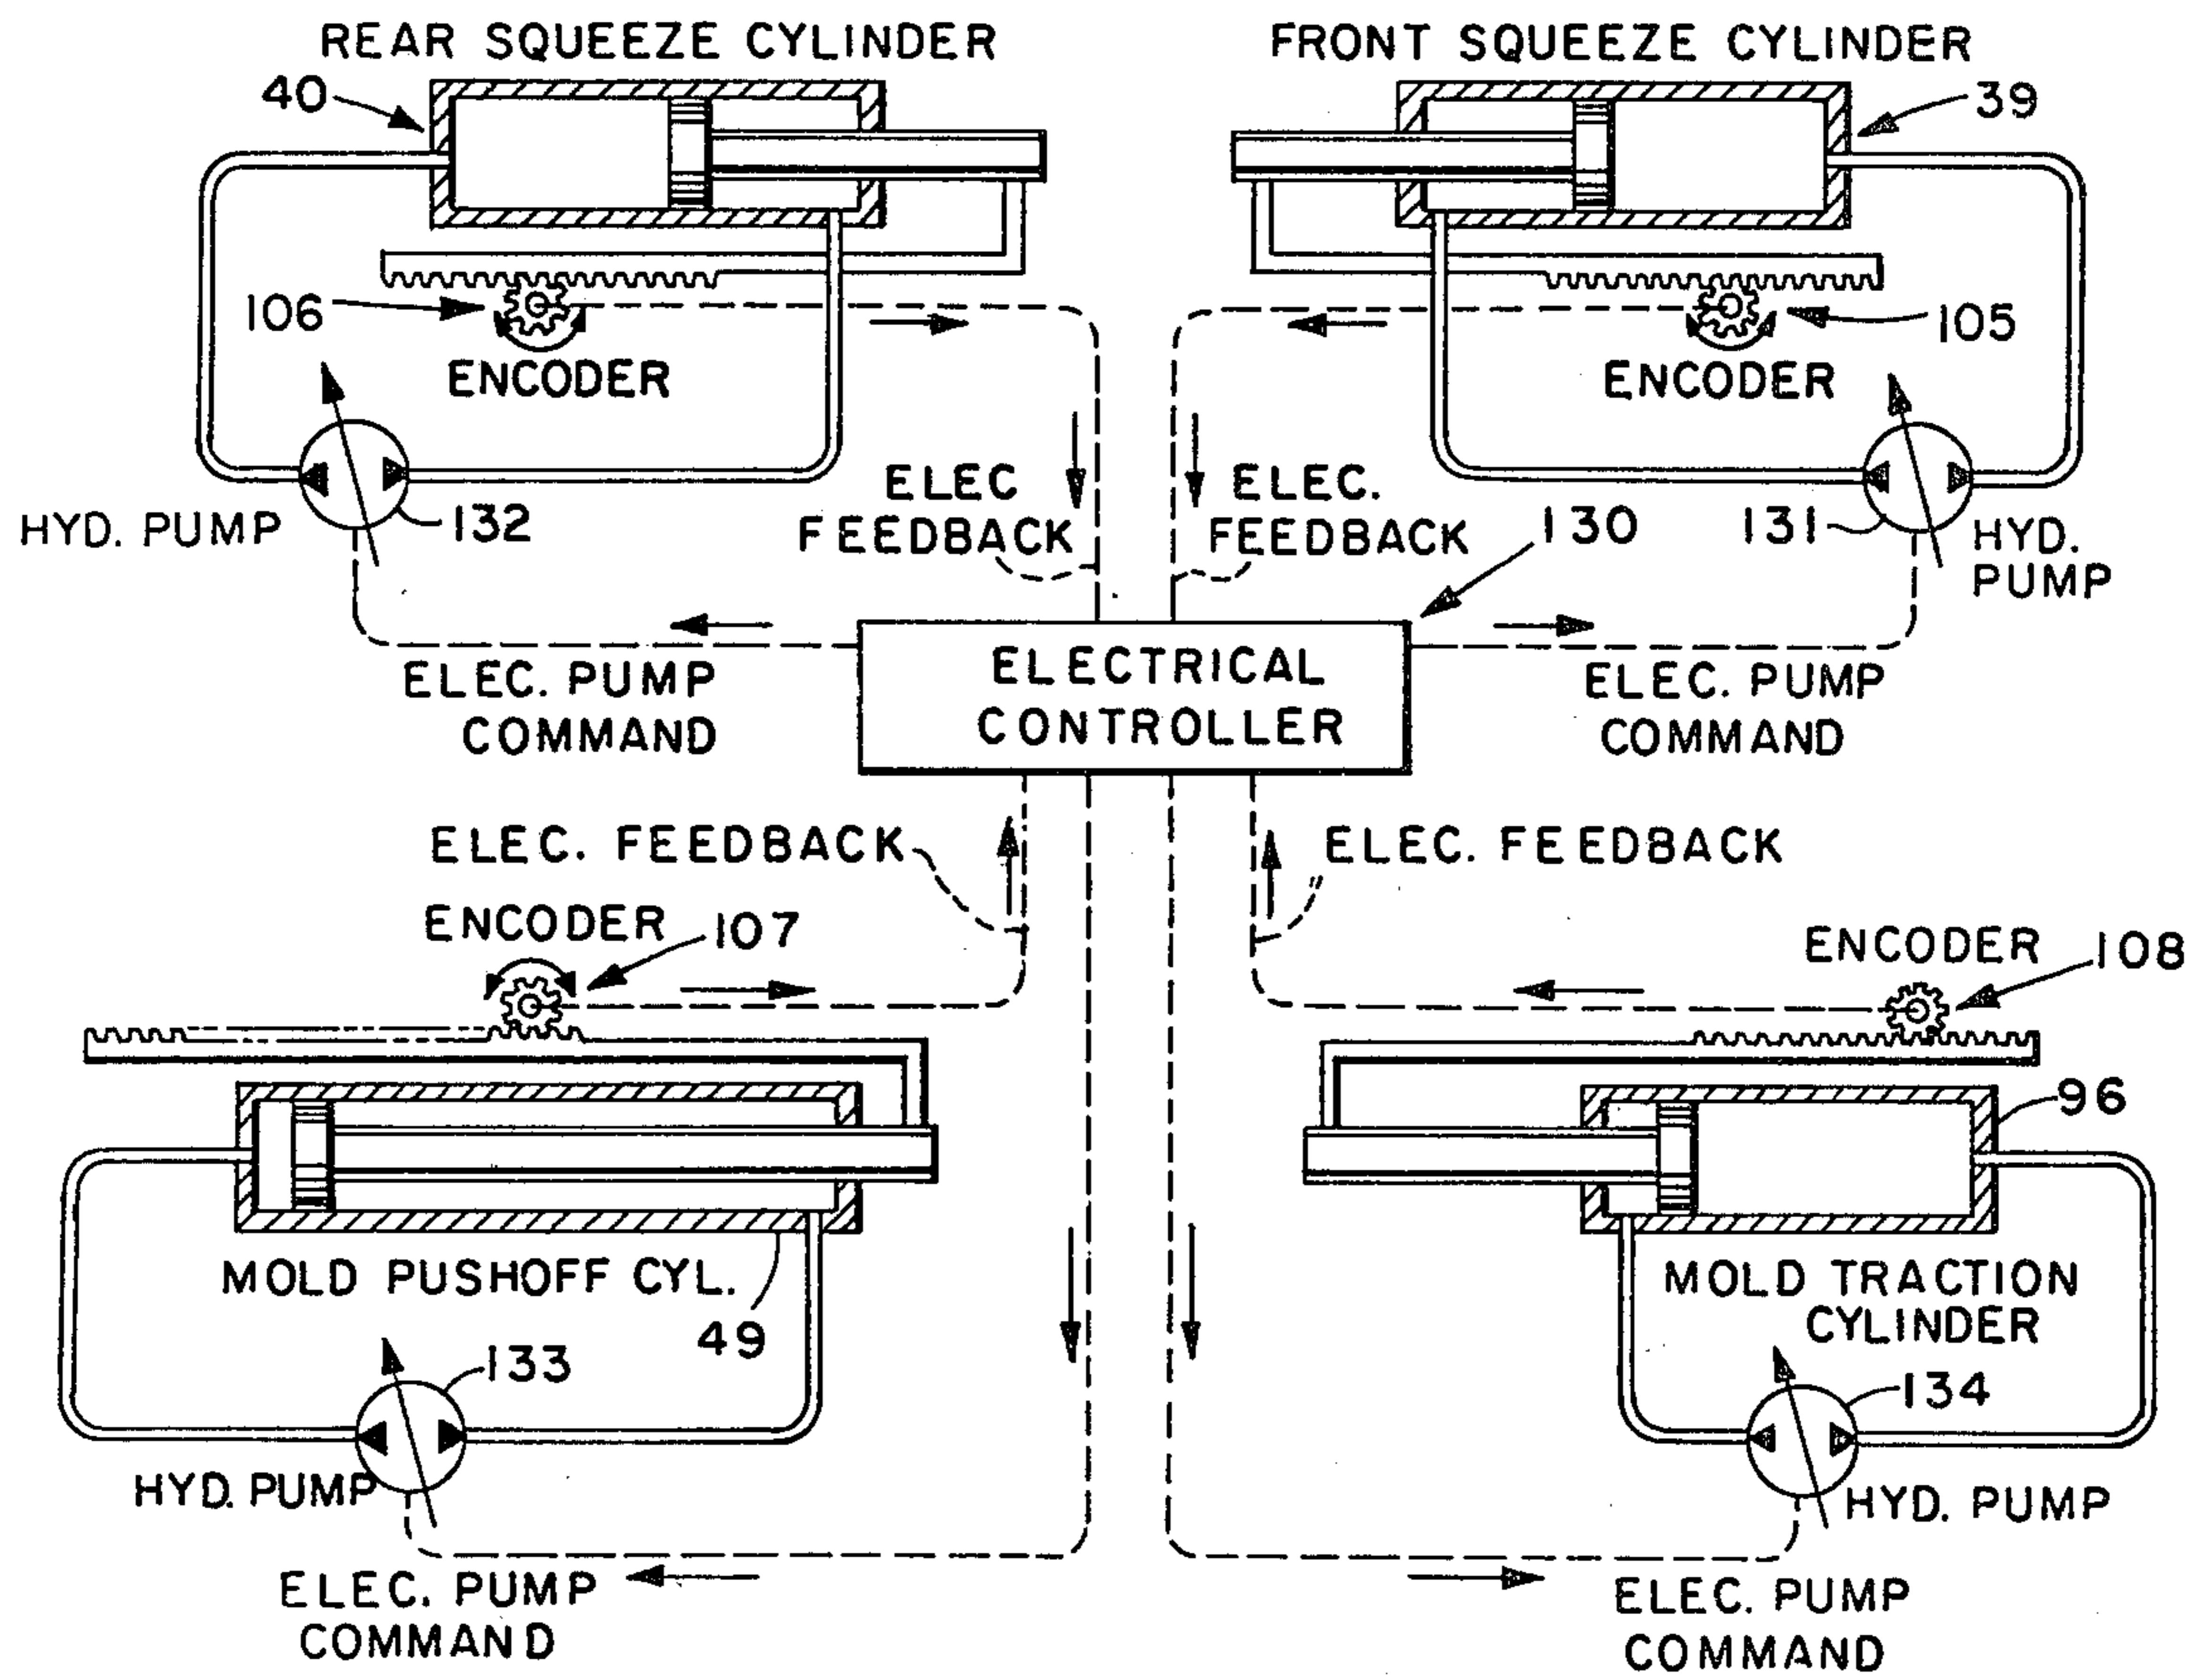 REAR SQUEEZE CYLINDER
FRONT SQUEEZE CYLINDER
40
39
106
ENCODER
105
ENCODER
HYD. PUMP
132
ELEC
FEEDBACK
ELEC.
FEEDBACK
130
131
HYD.
PUMP
ELEC. PUMP
COMMAND
ELECTRICAL
CONTROLLER
ELEC. PUMP
COMMAND
ELEC. FEEDBACK
ELEC. FEEDBACK
ENCODER
107
ENCODER
108
96
MOLD PUSHOFF CYL.
49
MOLD TRACTION
CYLINDER
133
134
HYD. PUMP
HYD. PUMP
ELEC. PUMP
COMMAND
ELEC. PUMP
COMMAND